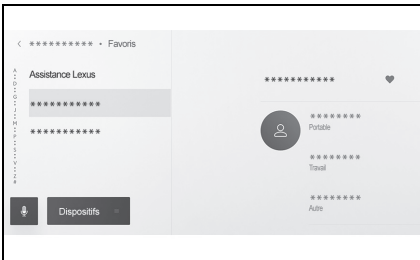 ********** • Favoris
A
D
G
J
M
P
S
V
Z
#
Assistance Lexus
***********
***********
Dispositifs
***********
********
Portable
********
Travail
********
Autre